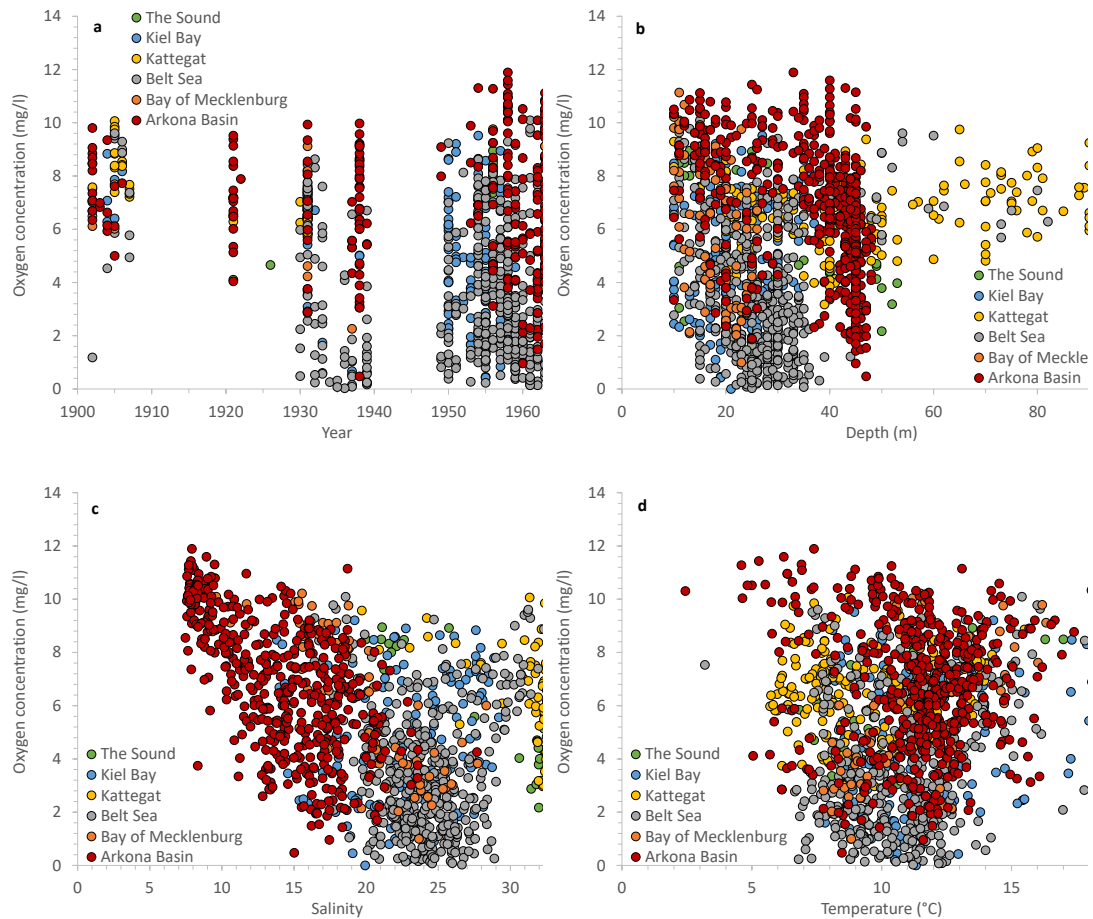 a
The Sound
Kiel Bay
Kattegat
Belt Sea
Bay of Mecklenburg
Arkona Basin
Oxygen concentration (mg/l)
14
12
10
8
6
4
2
0
1900 1910 1920 1930 1940 1950 1960
Year
b
Oxygen concentration (mg/l)
14
12
10
8
6
4
2
0
The Sound
Kiel Bay
Kattegat
Belt Sea
Bay of Meckle
Arkona Basin
0 20 40 60 80
Depth (m)
c
Oxygen concentration (mg/l)
14
12
10
8
6
4
2
0
The Sound
Kiel Bay
Kattegat
Belt Sea
Bay of Mecklenburg
Arkona Basin
0 5 10 15 20 25 30
Salinity
d
Oxygen concentration (mg/l)
14
12
10
8
6
4
2
0
The Sound
Kiel Bay
Kattegat
Belt Sea
Bay of Mecklenburg
Arkona Basin
0 5 10 15
Temperature (°C)